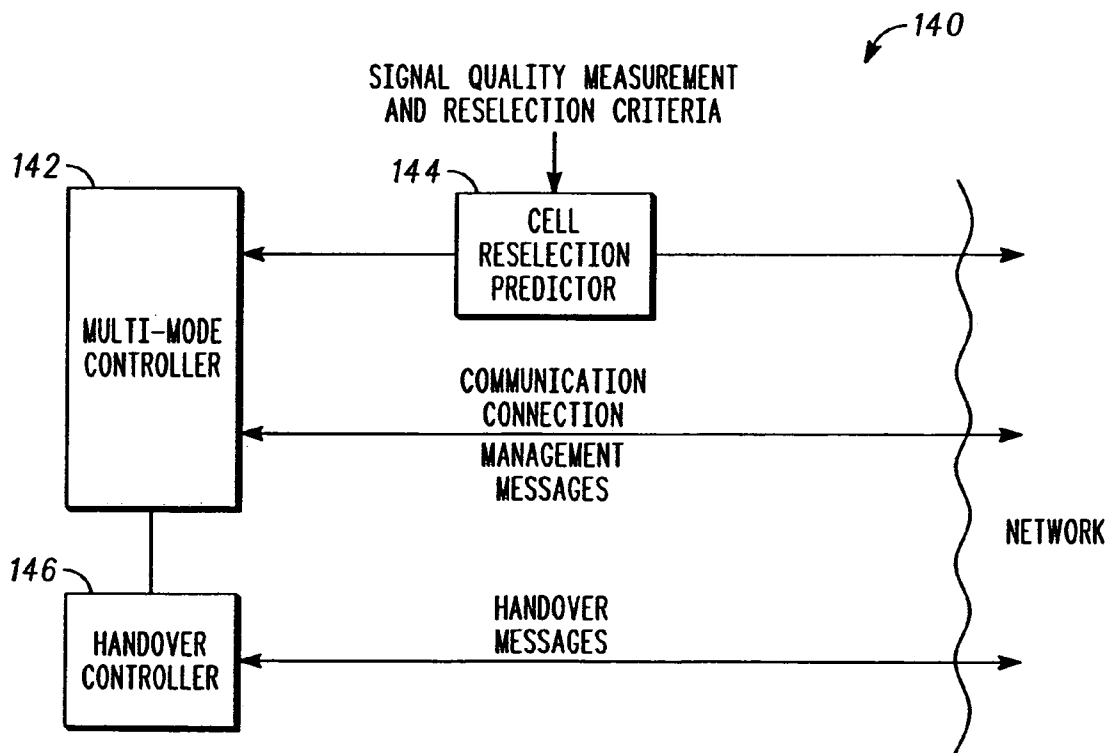 140
SIGNAL QUALITY MEASUREMENT
AND RESELECTION CRITERIA
142
144
CELL
RESELECTION
PREDICTOR
MULTI-MODE
CONTROLLER
COMMUNICATION
CONNECTION
MANAGEMENT
MESSAGES
NETWORK
146
HANDOVER
CONTROLLER
HANDOVER
MESSAGES